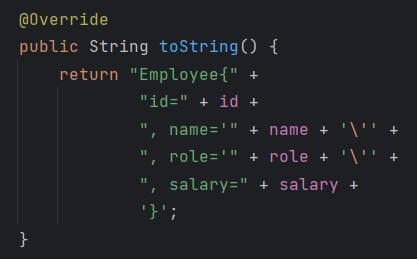 @Override
public String toString() {
    return "Employee{" +
            "id=" + id +
            ", name='" + name + '\'' +
            ", role='" + role + '\'' +
            ", salary=" + salary +
            '}';
}